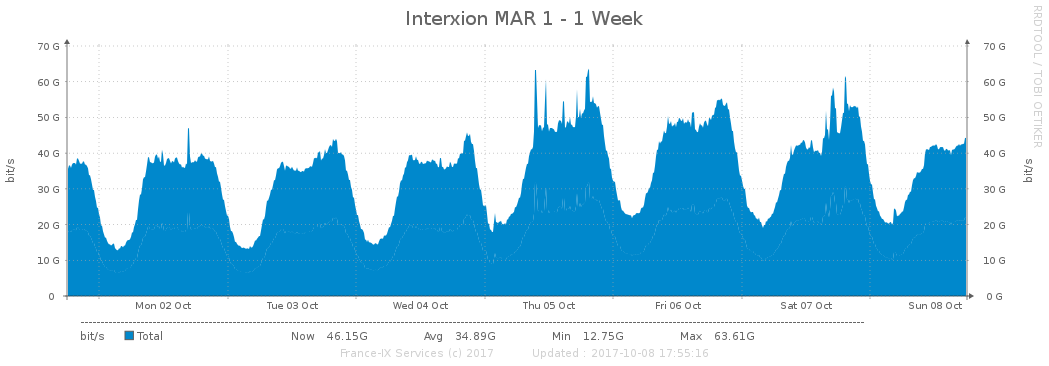 Interxion MAR 1 - 1 Week
RRDTOOL / TOBI OETIKER
70 G 70 G
60 G 60 G
50 G 50 G
40 G 40 G
30 G 30 G
20 G 20 G
10 G 10 G
0 0 G
bit/s
bit/s
Mon 02 Oct Tue 03 Oct Wed 04 Oct Thu 05 Oct Fri 06 Oct Sat 07 Oct Sun 08 Oct
bit/s Total Now 46.15G Avg 34.89G Min 12.75G Max 63.61G
France-IX Services (c) 2017 Updated : 2017-10-08 17:55:16